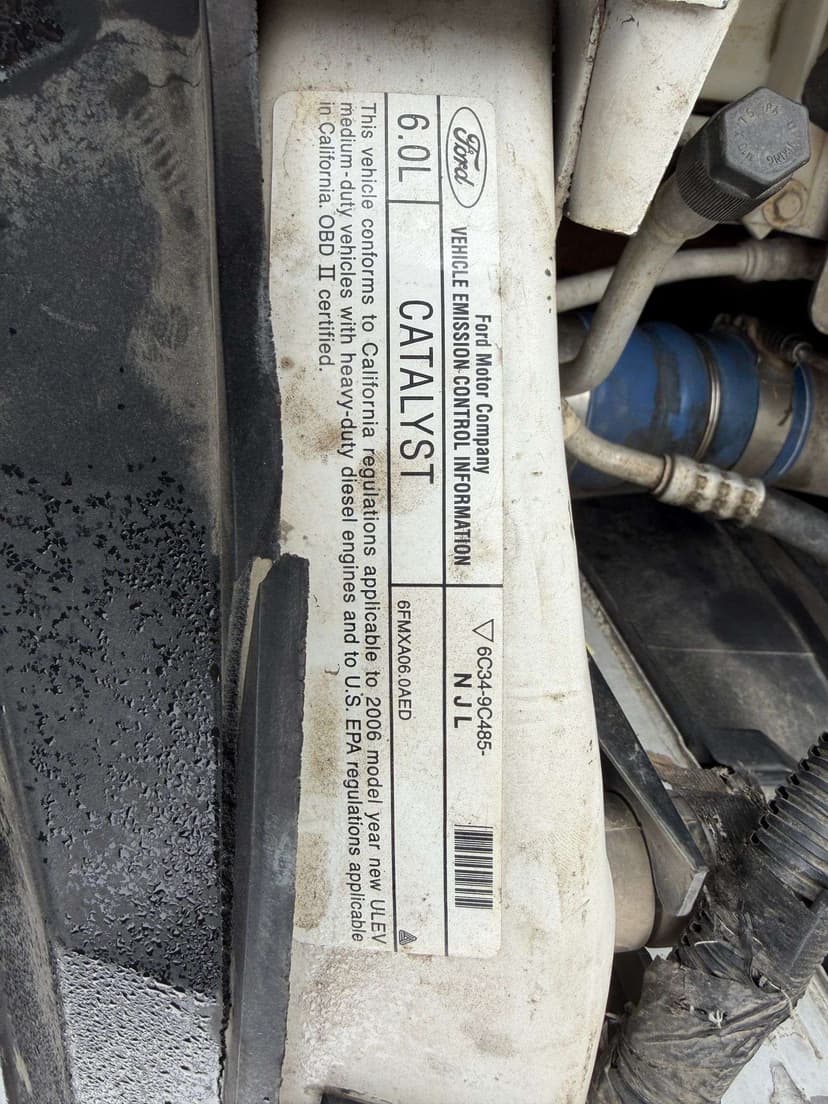 Ford
Ford Motor Company
VEHICLE EMISSION CONTROL INFORMATION
6C34-9C485-
NJL
6.0L
CATALYST
6FMXA06.0AED
This vehicle conforms to California regulations applicable to 2006 model year new ULEV
medium-duty vehicles with heavy-duty diesel engines and to U.S. EPA regulations applicable
in California. OBD II certified.